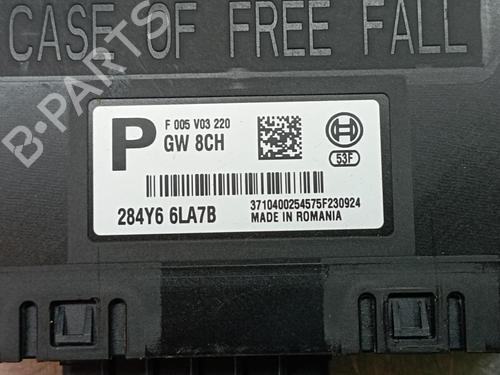 CASE OF FREE FALL
P
F 005 V03 220
GW 8CH
53F
284Y6 6LA7B
3710400254575F230924
MADE IN ROMANIA
B-PARTS